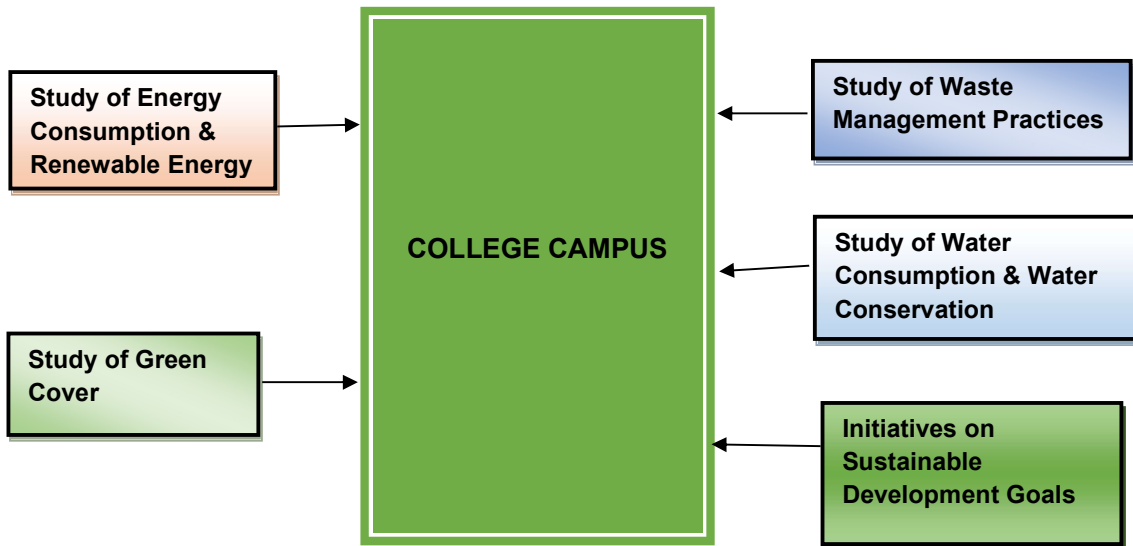 Study of Energy
Consumption &
Renewable Energy
Study of Green
Cover
COLLEGE CAMPUS
Study of Waste
Management Practices
Study of Water
Consumption & Water
Conservation
Initiatives on
Sustainable
Development Goals